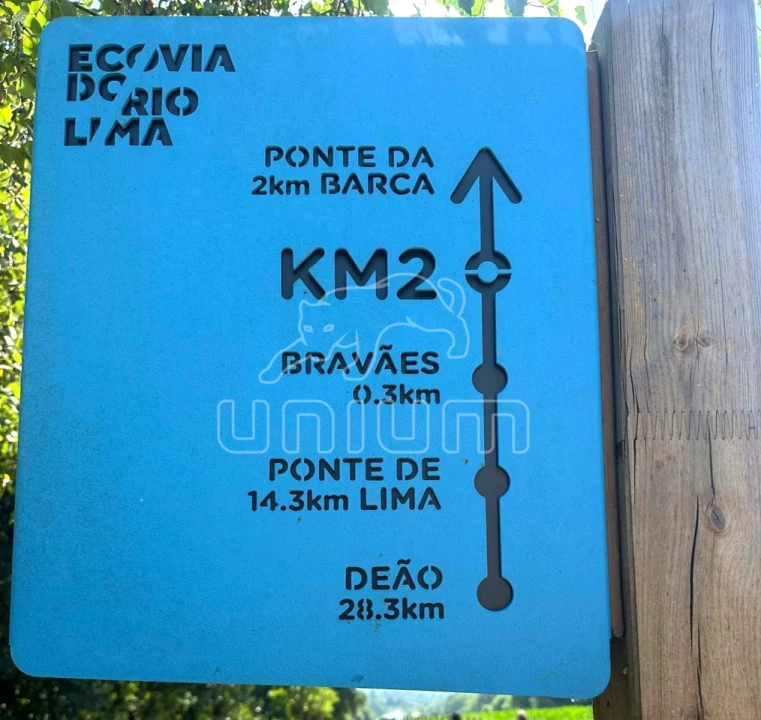 ECOVIA
DO RIO
LIMA
PONTE DA
2km BARCA
KM2
BRAVÃES
0.3km
UNIUM
PONTE DE
14.3km LIMA
DEÃO
28.3km